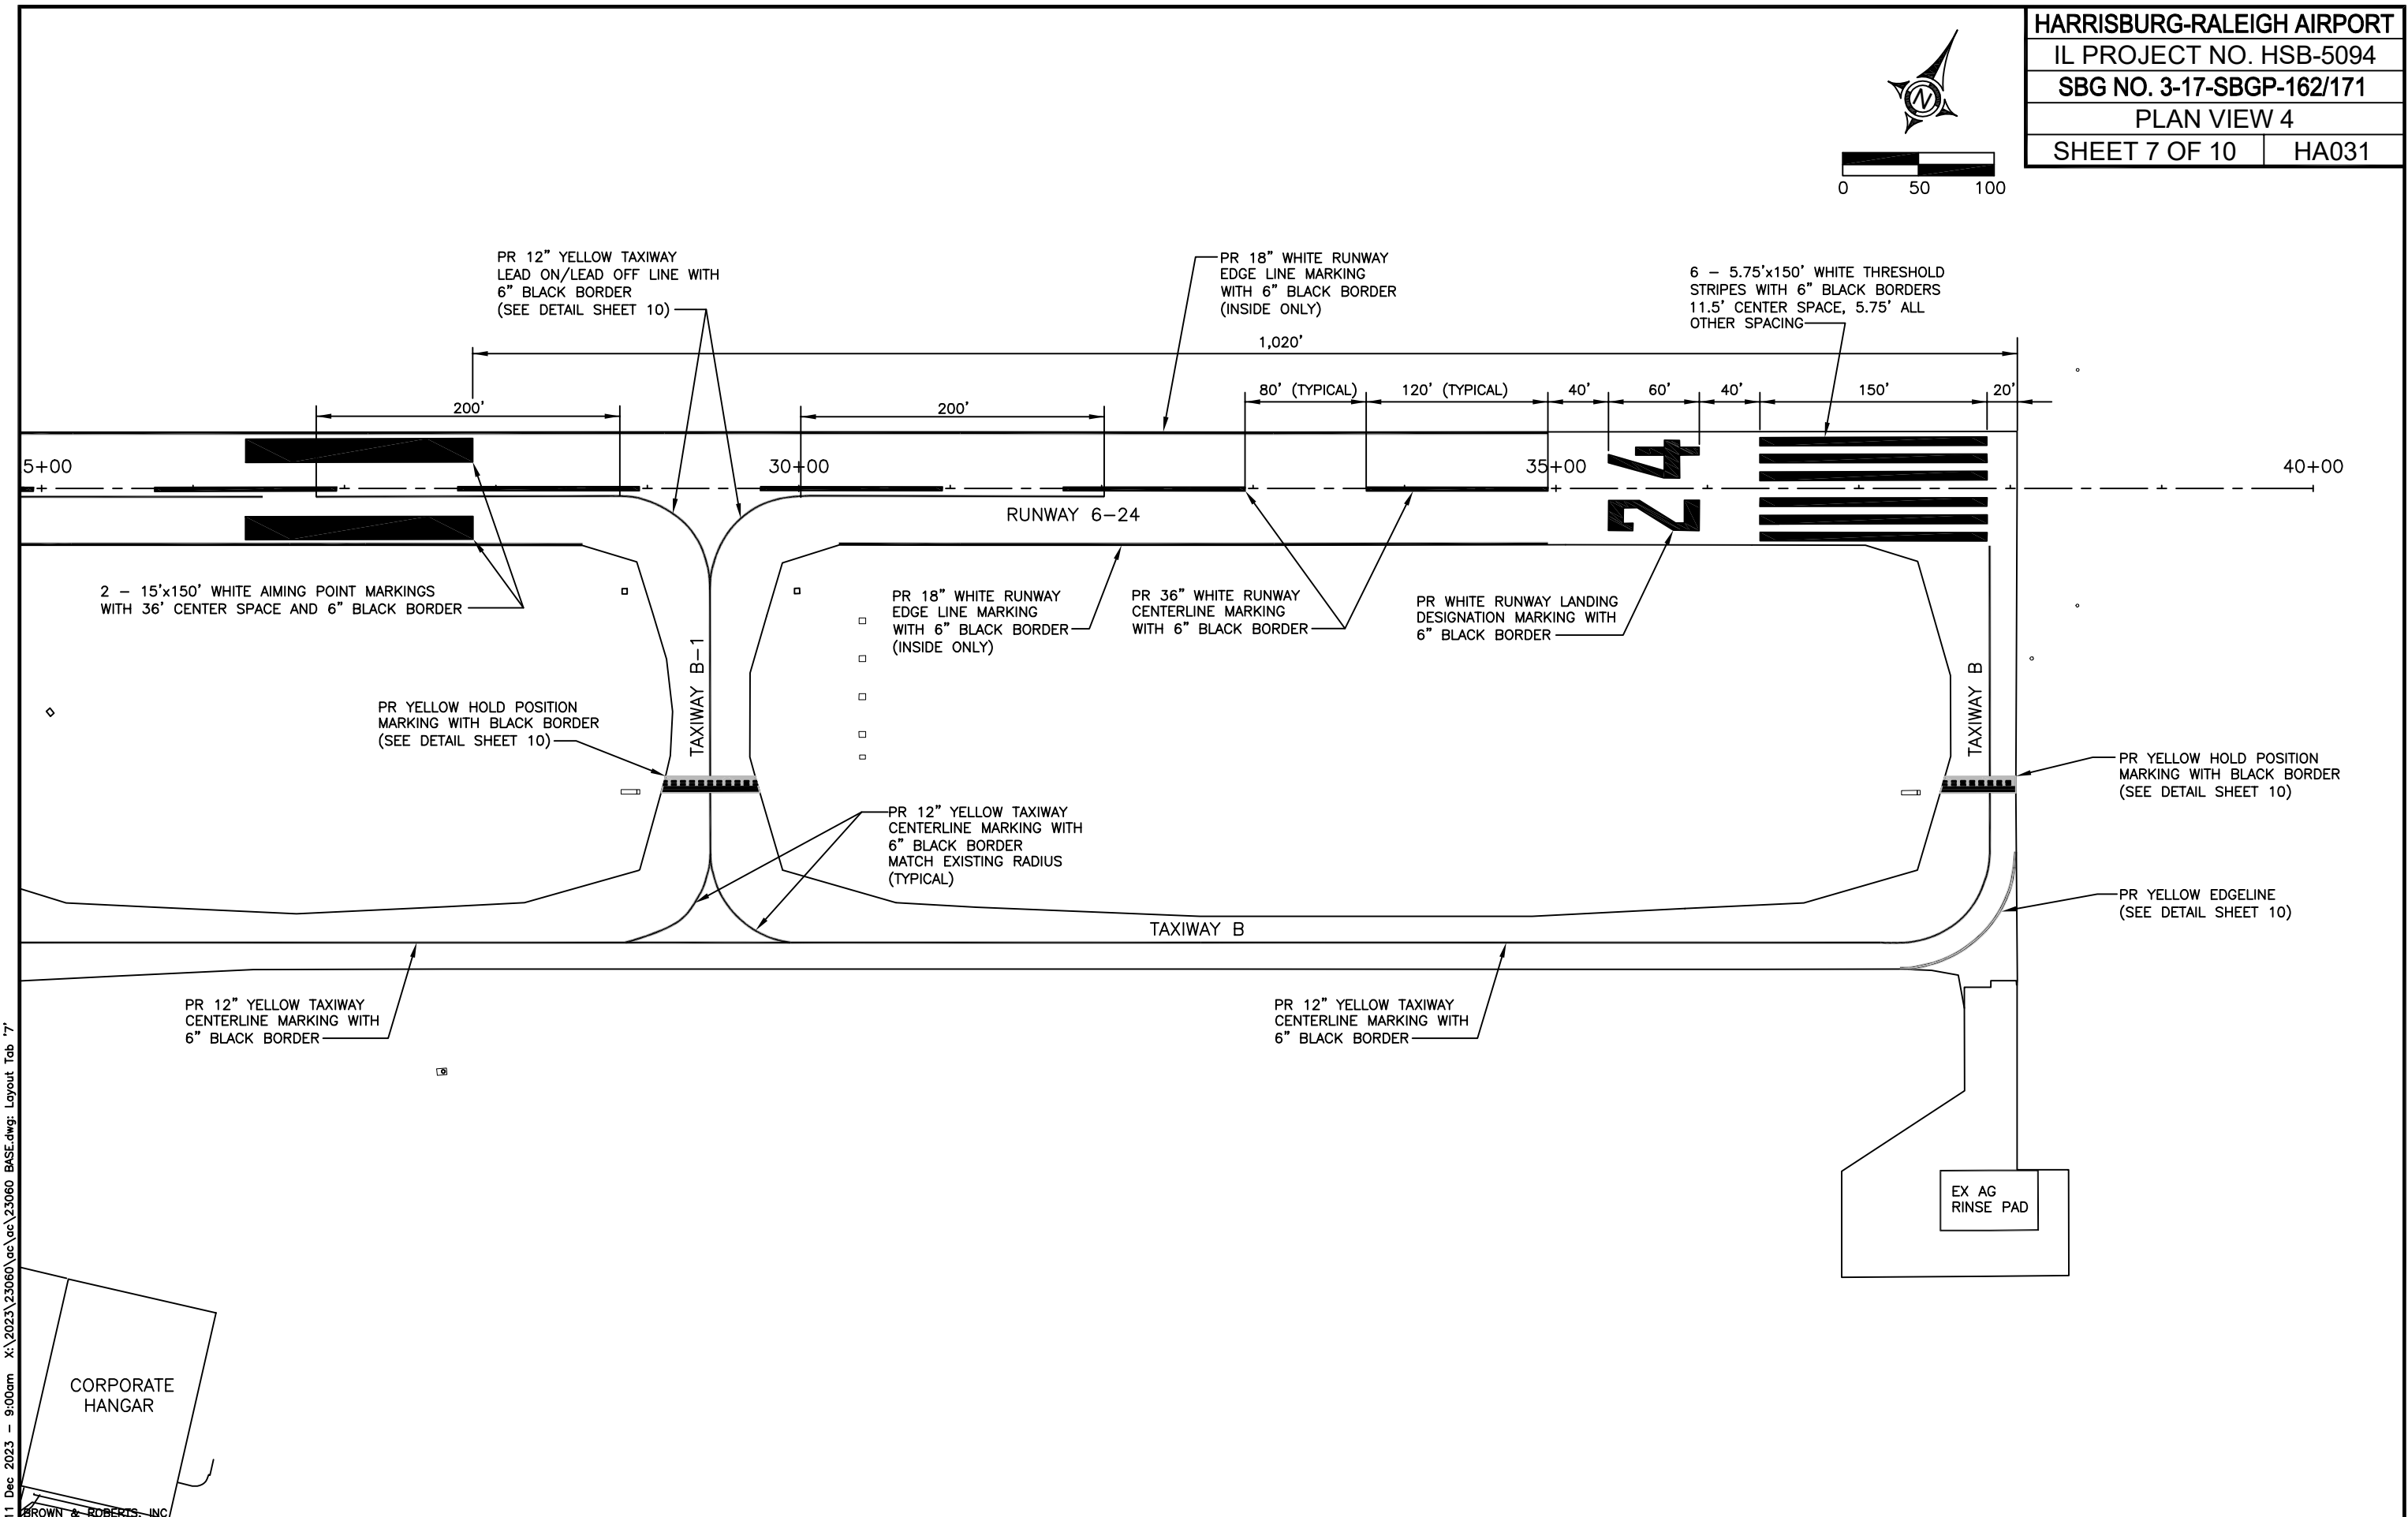 HARRISBURG-RALEIGH AIRPORT
IL PROJECT NO. HSB-5094
SBG NO. 3-17-SBGP-162/171
PLAN VIEW 4
SHEET 7 OF 10 HA031
N
0 50 100
PR 12" YELLOW TAXIWAY
LEAD ON/LEAD OFF LINE WITH
6" BLACK BORDER
(SEE DETAIL SHEET 10)
PR 18" WHITE RUNWAY
EDGE LINE MARKING
WITH 6" BLACK BORDER
(INSIDE ONLY)
6 - 5.75'x150' WHITE THRESHOLD
STRIPES WITH 6" BLACK BORDERS
11.5' CENTER SPACE, 5.75' ALL
OTHER SPACING
1,020'
200'
200'
80' (TYPICAL)
120' (TYPICAL)
40'
60'
40'
150'
20'
5+00
30+00
35+00
40+00
24
RUNWAY 6-24
2 - 15'x150' WHITE AIMING POINT MARKINGS
WITH 36' CENTER SPACE AND 6" BLACK BORDER
PR 18" WHITE RUNWAY
EDGE LINE MARKING
WITH 6" BLACK BORDER
(INSIDE ONLY)
PR 36" WHITE RUNWAY
CENTERLINE MARKING
WITH 6" BLACK BORDER
PR WHITE RUNWAY LANDING
DESIGNATION MARKING WITH
6" BLACK BORDER
TAXIWAY B-1
TAXIWAY B
PR YELLOW HOLD POSITION
MARKING WITH BLACK BORDER
(SEE DETAIL SHEET 10)
PR YELLOW HOLD POSITION
MARKING WITH BLACK BORDER
(SEE DETAIL SHEET 10)
PR 12" YELLOW TAXIWAY
CENTERLINE MARKING WITH
6" BLACK BORDER
MATCH EXISTING RADIUS
(TYPICAL)
PR YELLOW EDGELINE
(SEE DETAIL SHEET 10)
TAXIWAY B
PR 12" YELLOW TAXIWAY
CENTERLINE MARKING WITH
6" BLACK BORDER
PR 12" YELLOW TAXIWAY
CENTERLINE MARKING WITH
6" BLACK BORDER
EX AG
RINSE PAD
CORPORATE
HANGAR
11 Dec 2023 - 9:00am X:\2023\23060\ac\ac\23060 BASE.dwg: Layout Tab '7'
BROWN & ROBERTS, INC